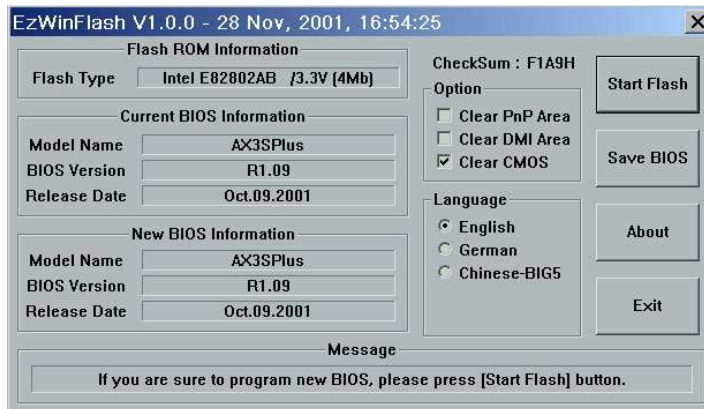 EzWinFlash V1.0.0 - 28 Nov, 2001, 16:54:25
Flash ROM Information
Flash Type Intel E82802AB /3.3V (4Mb)
Current BIOS Information
Model Name AX3SPlus
BIOS Version R1.09
Release Date Oct.09.2001
New BIOS Information
Model Name AX3SPlus
BIOS Version R1.09
Release Date Oct.09.2001
CheckSum : F1A9H
Option
Clear PnP Area
Clear DMI Area
Clear CMOS
Language
English
German
Chinese-BIG5
Start Flash
Save BIOS
About
Exit
Message
If you are sure to program new BIOS, please press [Start Flash] button.